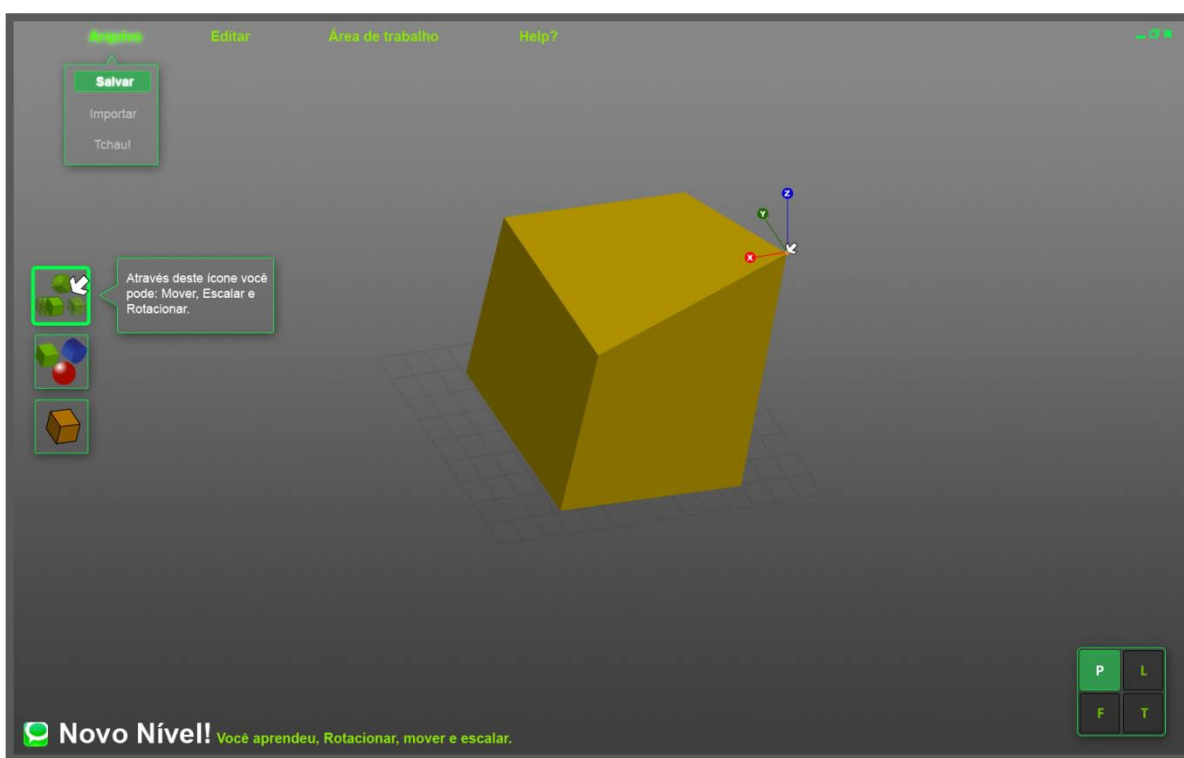 Arquivo
Editar
Área de trabalho
Help?
Salvar
Importar
Tchau!
Z
Y
X
Através deste ícone você
pode: Mover, Escalar e
Rotacionar.
P
L
F
T
Novo Nível! Você aprendeu, Rotacionar, mover e escalar.